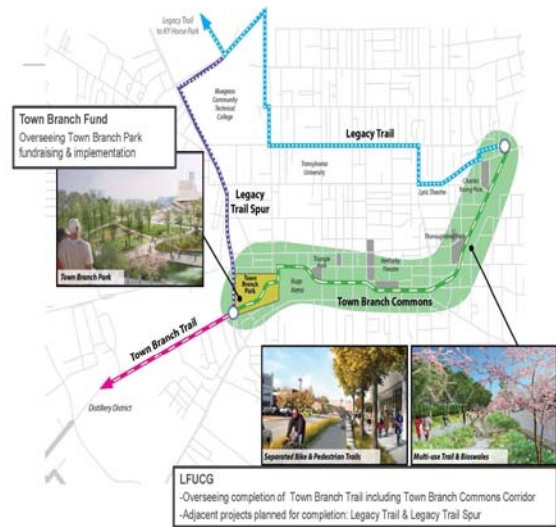 Legacy Trail
to KY Horse Park
Bluegrass
Community
Technical
College
Town Branch Fund
Overseeing Town Branch Park
fundraising & implementation
Legacy Trail
Transylvania
University
Lyric Theatre
Charles
Young Park
Legacy
Trail Spur
Thoroughbred Park
Triangle
Park
Kentucky
Theater
Rupp
Arena
Town
Branch
Park
Town Branch Park
Town Branch Commons
Town Branch Trail
Distillery District
Separated Bike & Pedestrian Trails
Multi-use Trail & Bioswales
LFUCG
-Overseeing completion of Town Branch Trail including Town Branch Commons Corridor
-Adjacent projects planned for completion: Legacy Trail & Legacy Trail Spur